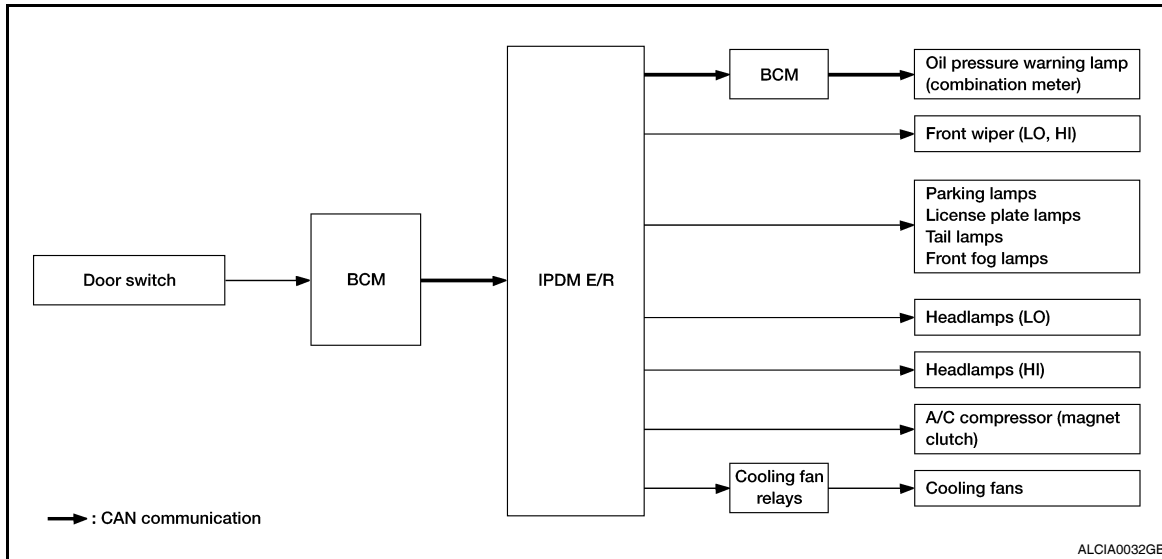 Door switch
BCM
IPDM E/R
BCM
Oil pressure warning lamp
(combination meter)
Front wiper (LO, HI)
Parking lamps
License plate lamps
Tail lamps
Front fog lamps
Headlamps (LO)
Headlamps (HI)
A/C compressor (magnet
clutch)
Cooling fan
relays
Cooling fans
: CAN communication
ALCIA0032GB